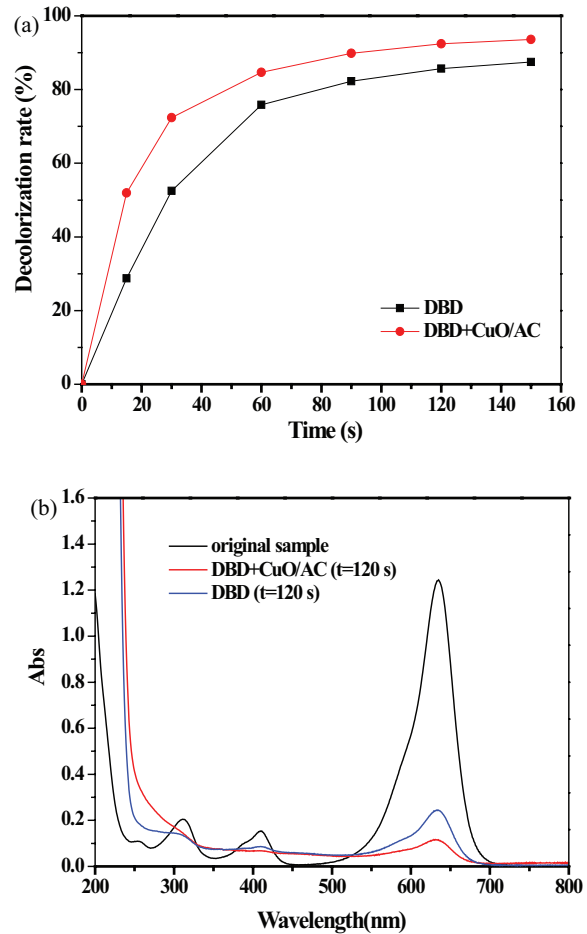 (a)
100
80
60
40
20
0
Decolorization rate (%)
DBD
DBD+CuO/AC
0 20 40 60 80 100 120 140 160
Time (s)
(b)
1.6
1.4
1.2
1.0
0.8
0.6
0.4
0.2
0.0
Abs
original sample
DBD+CuO/AC (t=120 s)
DBD (t=120 s)
200 300 400 500 600 700 800
Wavelength(nm)